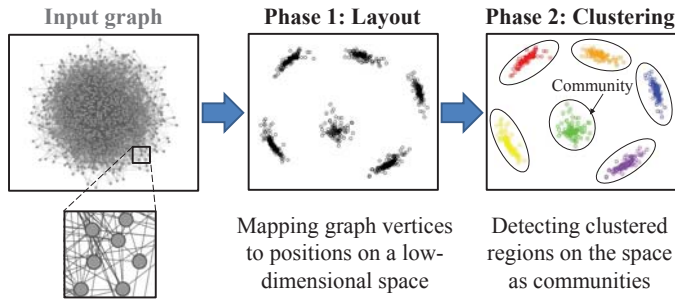 Input graph
Phase 1: Layout
Phase 2: Clustering
Community
Mapping graph vertices
to positions on a low-
dimensional space
Detecting clustered
regions on the space
as communities